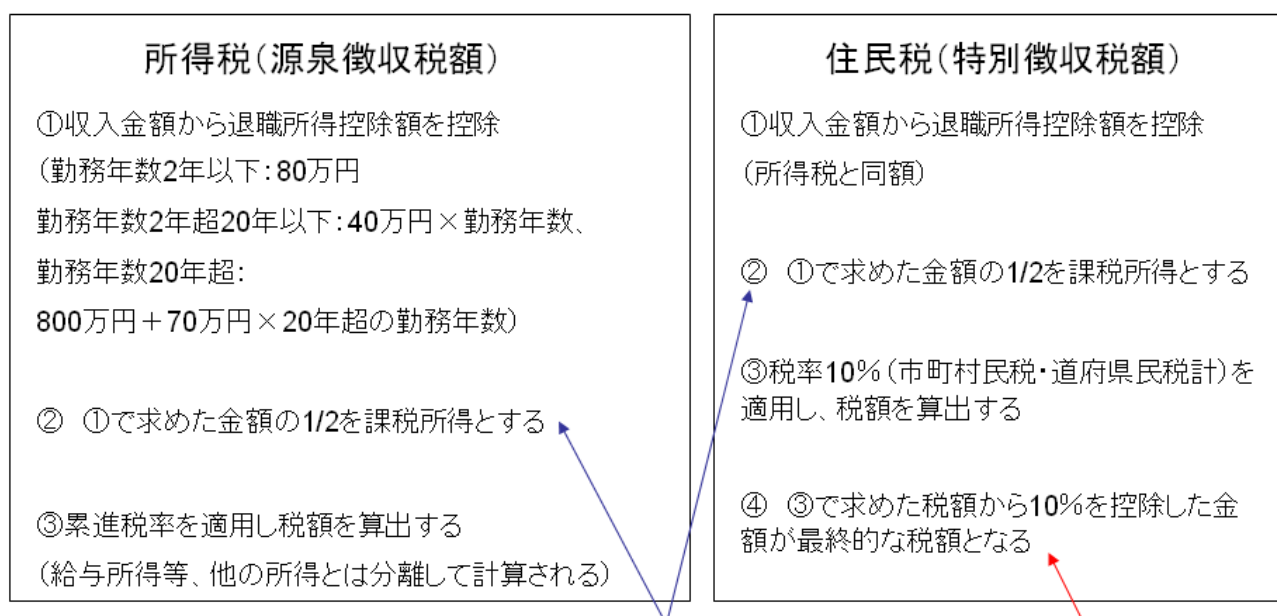 所得税(源泉徴収税額)
①収入金額から退職所得控除額を控除
(勤務年数2年以下:80万円
勤務年数2年超20年以下:40万円×勤務年数、
勤務年数20年超:
800万円+70万円×20年超の勤務年数)
② ①で求めた金額の1/2を課税所得とする
③累進税率を適用し税額を算出する
(給与所得等、他の所得とは分離して計算される)
住民税(特別徴収税額)
①収入金額から退職所得控除額を控除
(所得税と同額)
② ①で求めた金額の1/2を課税所得とする
③税率10%(市町村民税・道府県民税計)を
適用し、税額を算出する
④ ③で求めた税額から10%を控除した金
額が最終的な税額となる